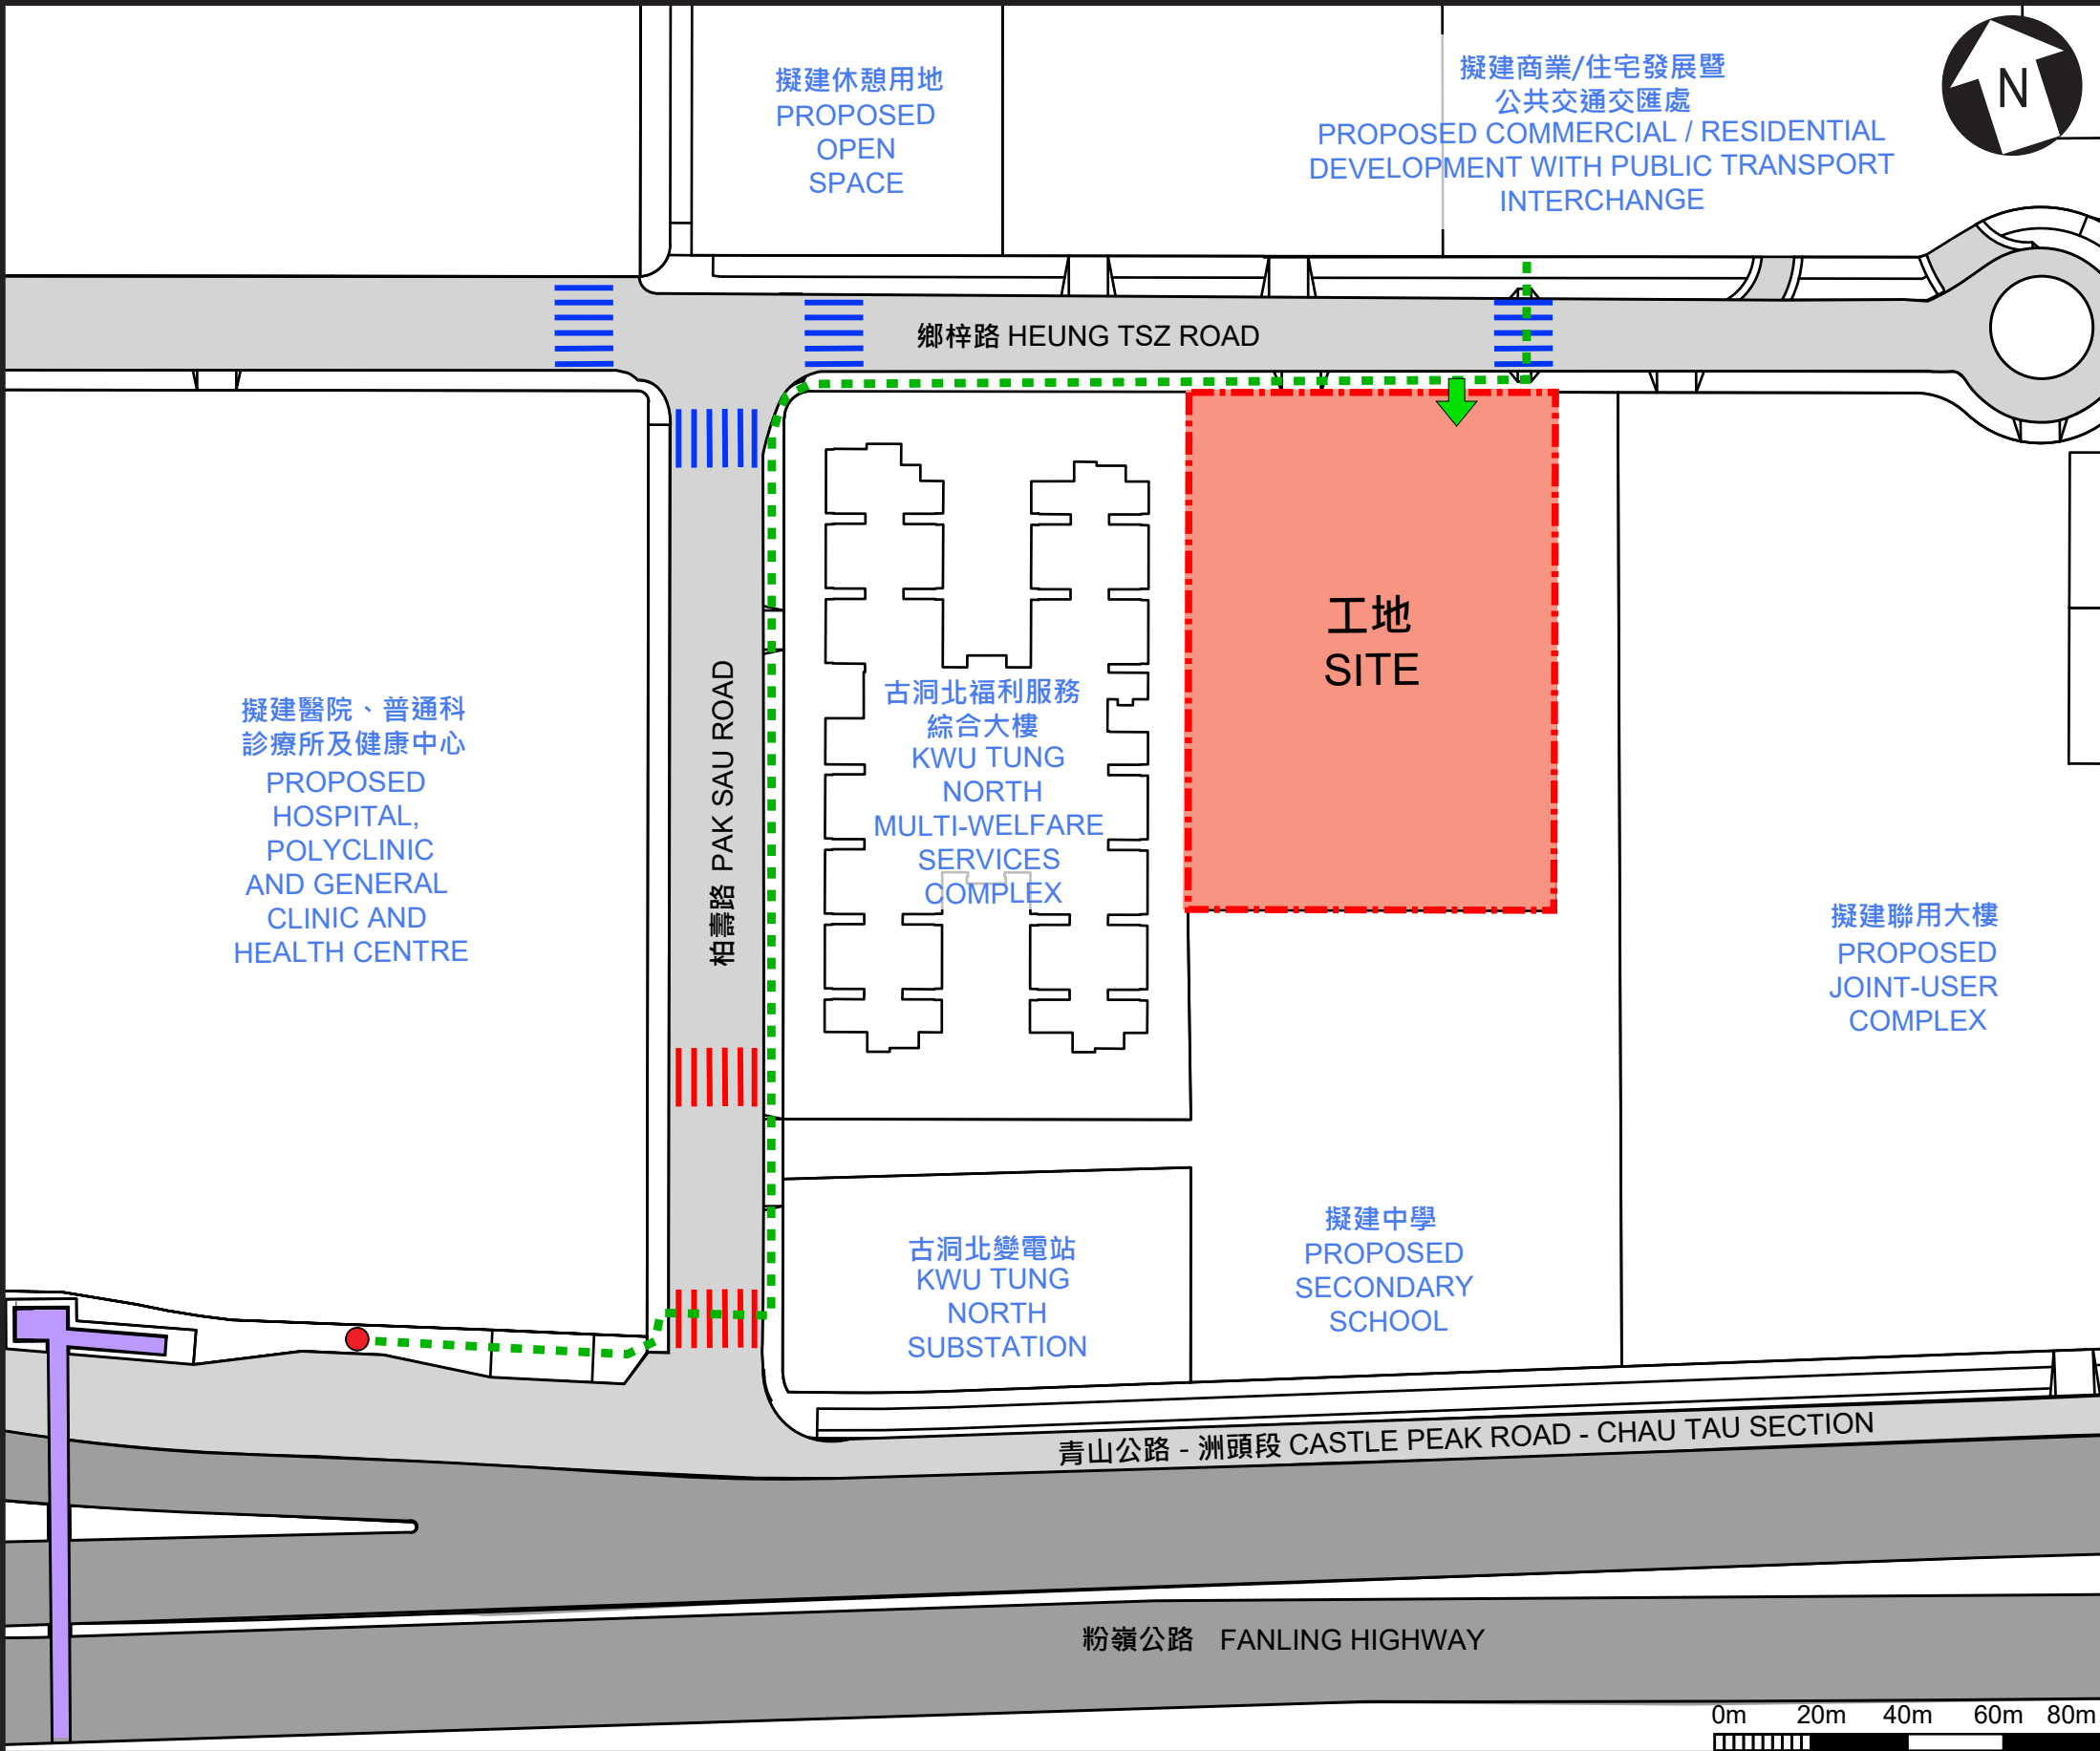 擬建休憩用地
PROPOSED
OPEN
SPACE
擬建商業/住宅發展暨
公共交通交匯處
PROPOSED COMMERCIAL / RESIDENTIAL
DEVELOPMENT WITH PUBLIC TRANSPORT
INTERCHANGE
N
鄉梓路 HEUNG TSZ ROAD
工地
SITE
擬建醫院、普通科
診療所及健康中心
PROPOSED
HOSPITAL,
POLYCLINIC
AND GENERAL
CLINIC AND
HEALTH CENTRE
柏壽路 PAK SAU ROAD
古洞北福利服務
綜合大樓
KWU TUNG
NORTH
MULTI-WELFARE
SERVICES
COMPLEX
擬建聯用大樓
PROPOSED
JOINT-USER
COMPLEX
古洞北變電站
KWU TUNG
NORTH
SUBSTATION
擬建中學
PROPOSED
SECONDARY
SCHOOL
青山公路 - 洲頭段 CASTLE PEAK ROAD - CHAU TAU SECTION
粉嶺公路 FANLING HIGHWAY
0m 20m 40m 60m 80m